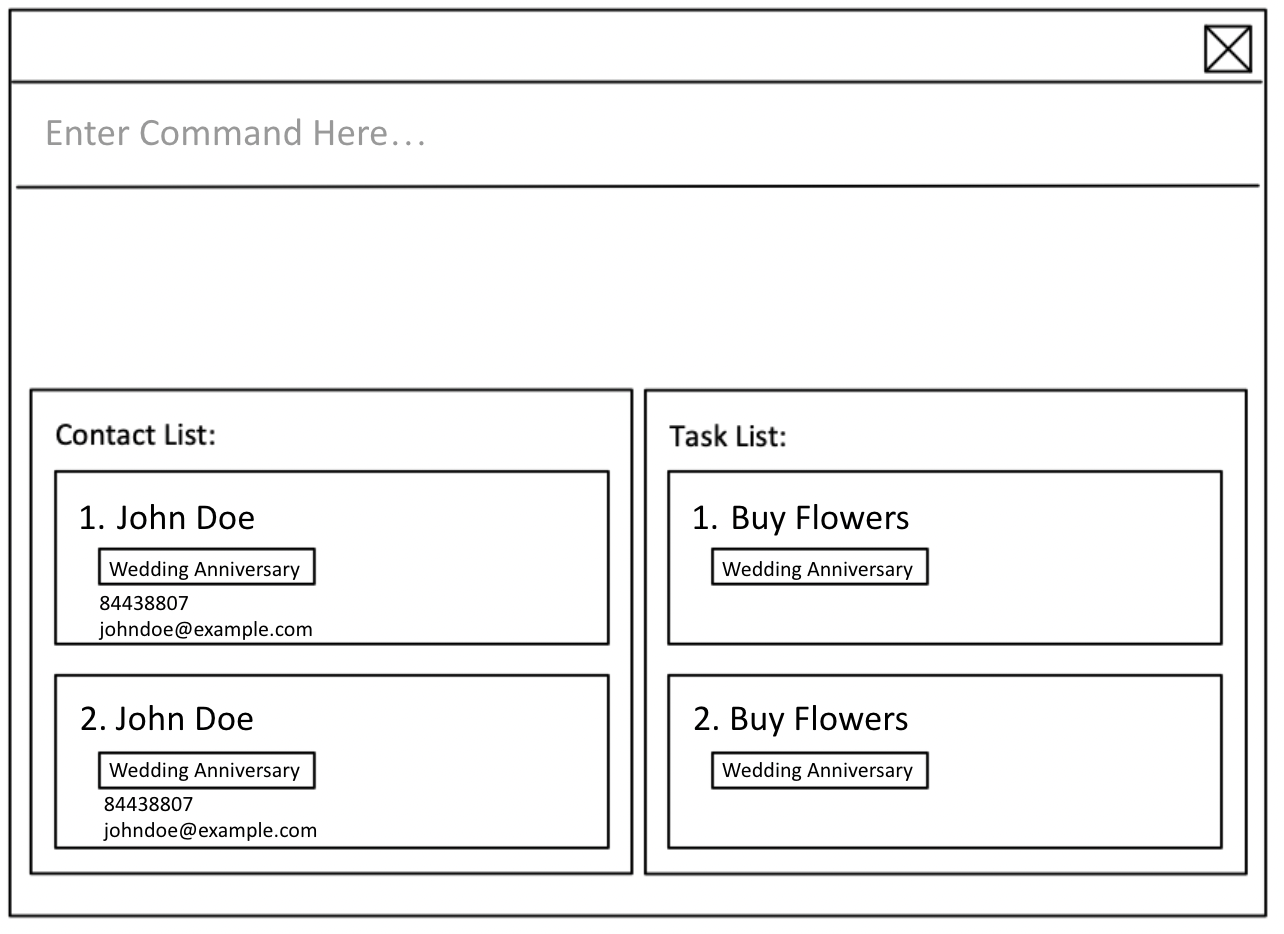 Enter Command Here...
Contact List:
1. John Doe
Wedding Anniversary
84438807
johndoe@example.com
2. John Doe
Wedding Anniversary
84438807
johndoe@example.com
Task List:
1. Buy Flowers
Wedding Anniversary
2. Buy Flowers
Wedding Anniversary